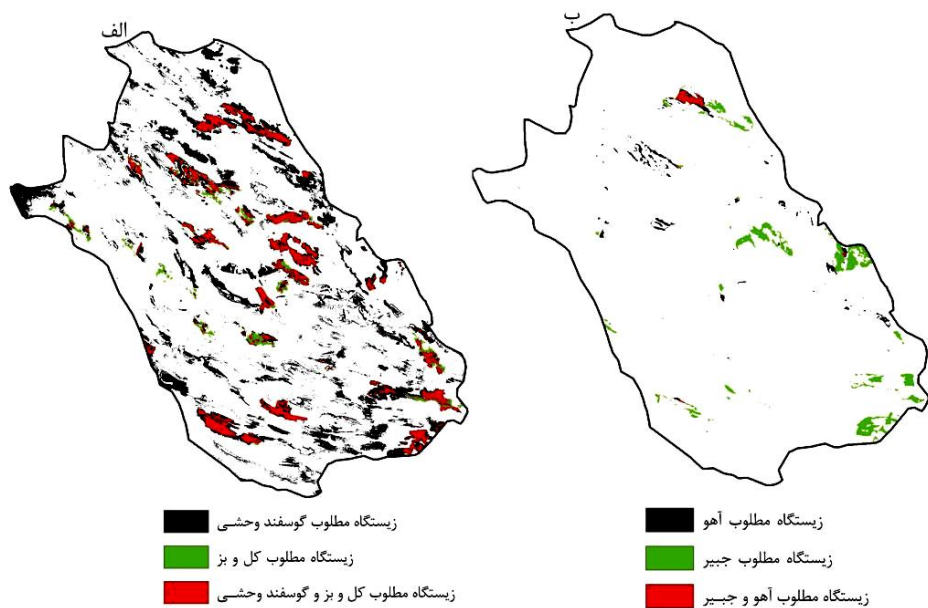 الف
ب
زیستگاه مطلوب گوسفند وحشی
زیستگاه مطلوب کل و بز
زیستگاه مطلوب کل و بز و گوسفند وحشی
زیستگاه مطلوب آهو
زیستگاه مطلوب جبیر
زیستگاه مطلوب آهو و جبیر